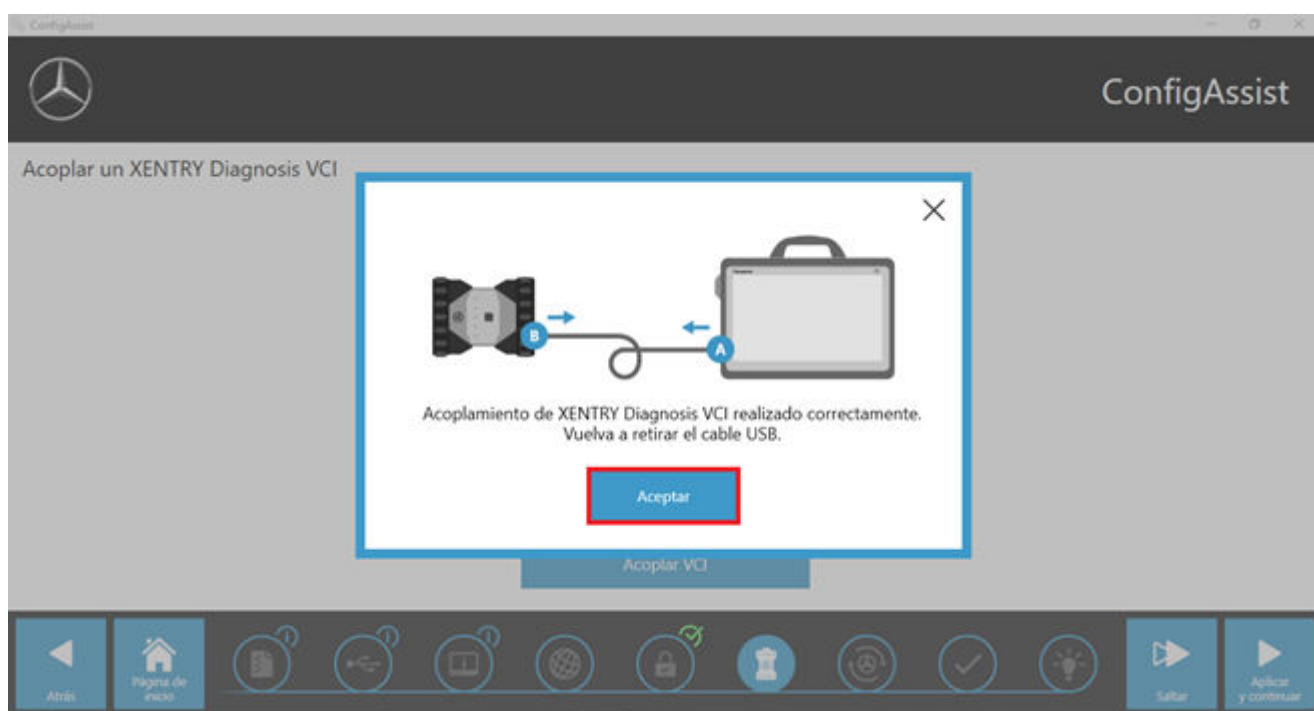 ConfigAssist
ConfigAssist
Acoplar un XENTRY Diagnosis VCI
B
A
Acoplamiento de XENTRY Diagnosis VCI realizado correctamente.
Vuelva a retirar el cable USB.
Aceptar
Acoplar VCI
Atrás
Página de
inicio
Saltar
Aplicar
y continuar